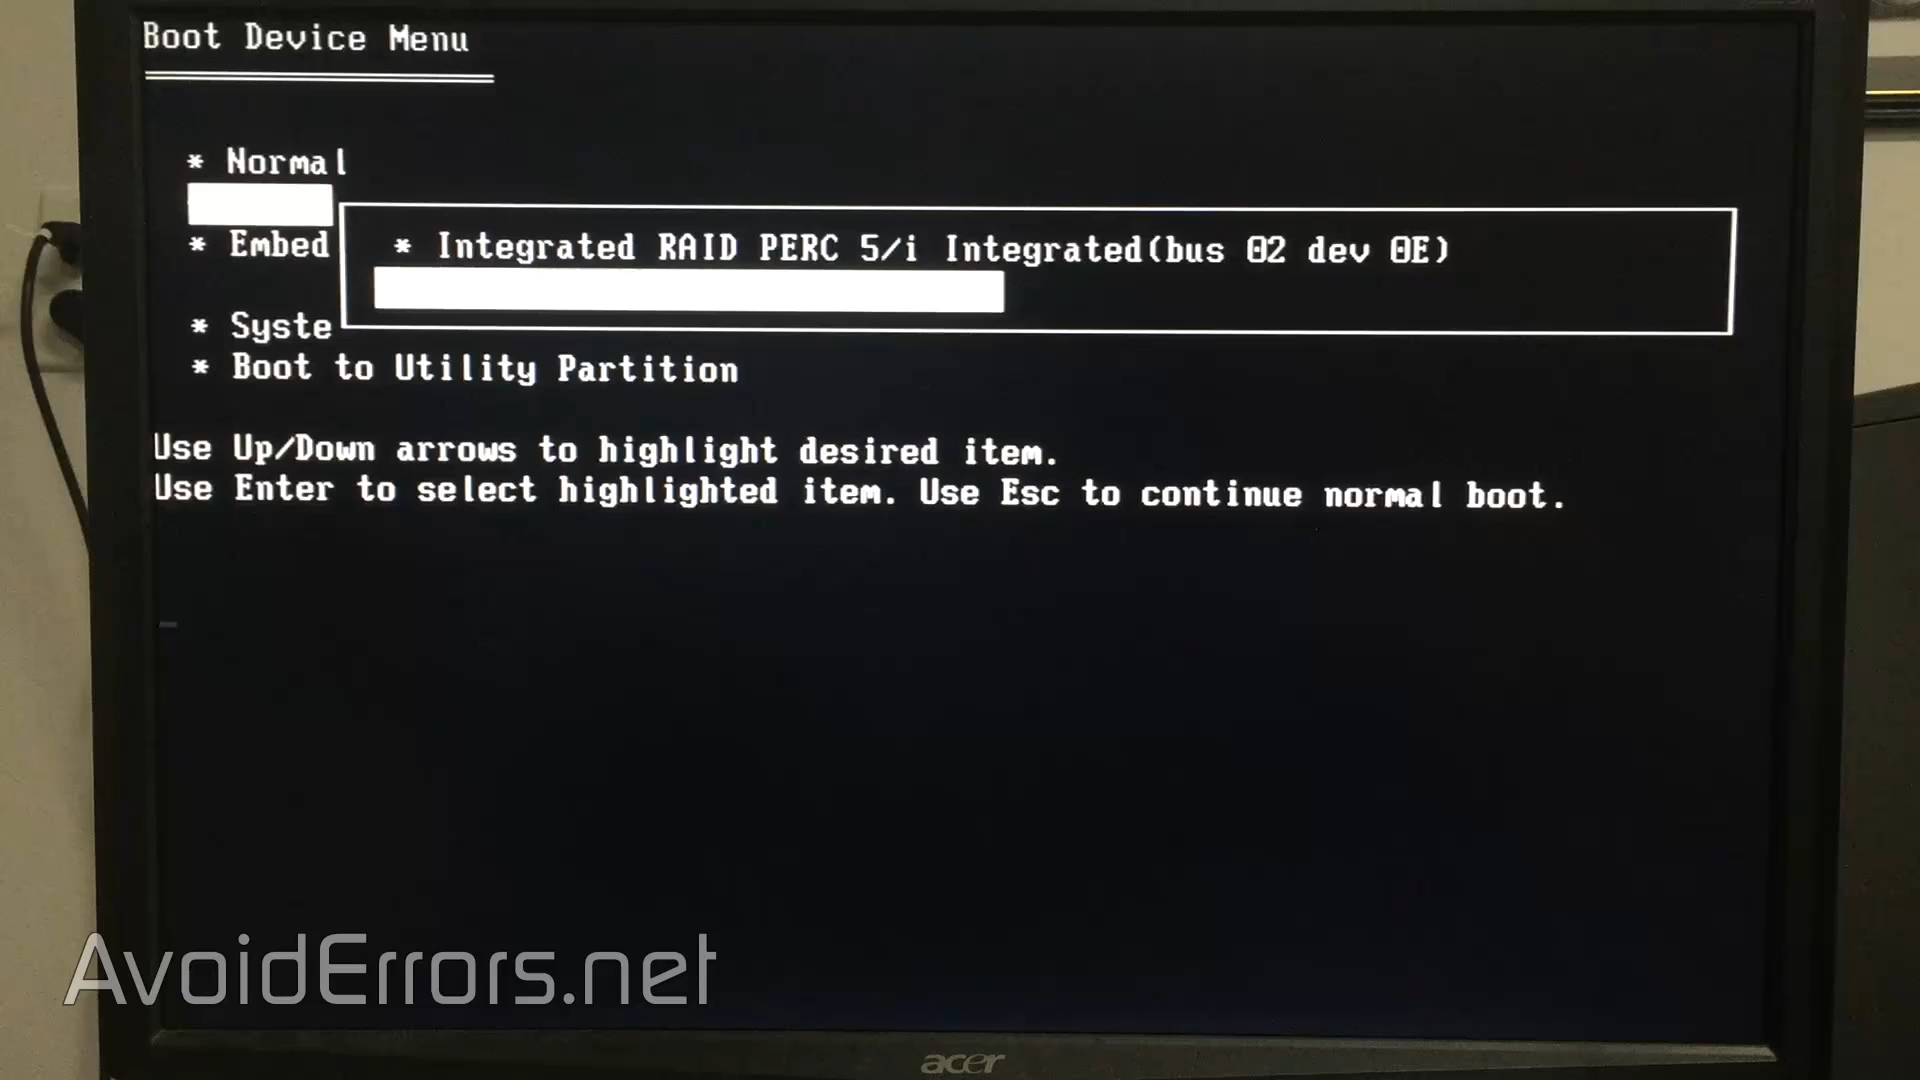 Boot Device Menu
* Normal
* Embed
* Integrated RAID PERC 5/i Integrated(bus 02 dev 0E)
* Syste
* Boot to Utility Partition
Use Up/Down arrows to highlight desired item.
Use Enter to select highlighted item. Use Esc to continue normal boot.
AvoidErrors.net
acer